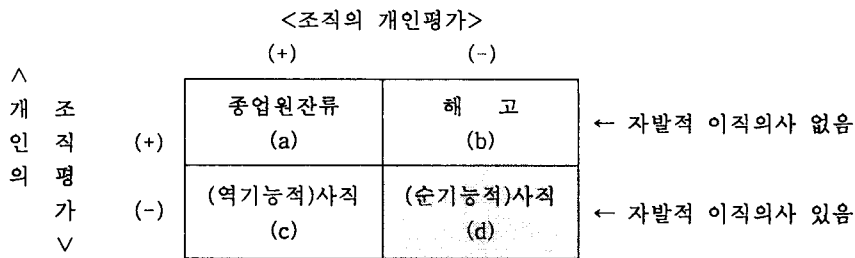 <조직의 개인평가>
(+) (-)
<개인의 조직평가>
(+) 종업원잔류 해 고 ← 자발적 이직의사 없음
(a) (b)
(-) (역기능적)사직 (순기능적)사직 ← 자발적 이직의사 있음
(c) (d)